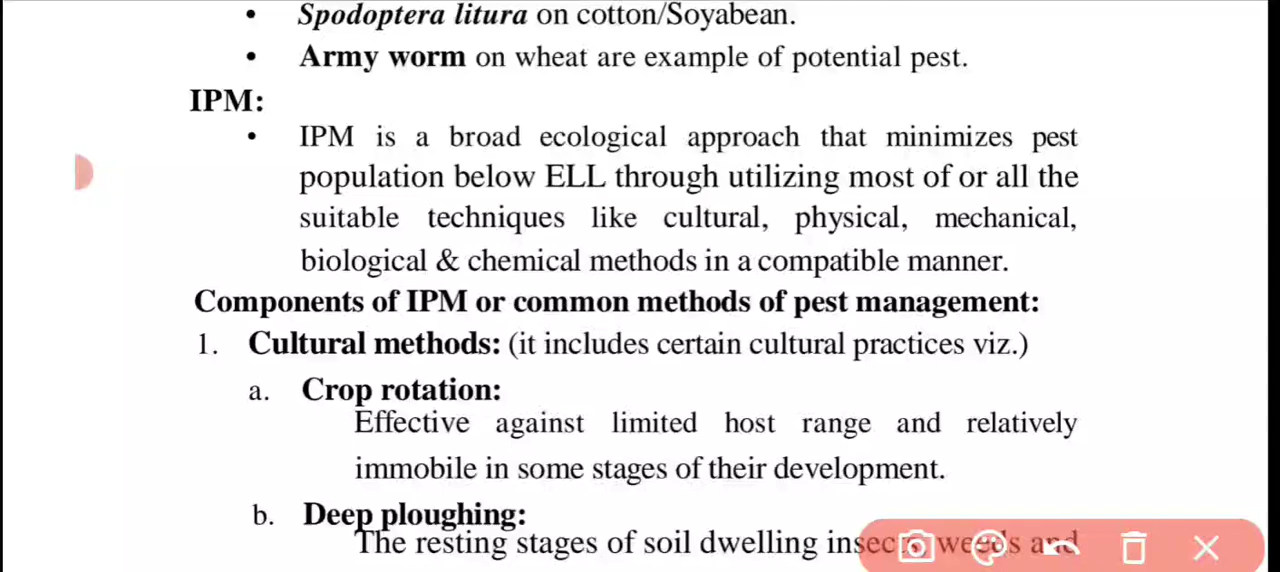 • Spodoptera litura on cotton/Soyabean.
• Army worm on wheat are example of potential pest.
IPM:
• IPM is a broad ecological approach that minimizes pest
population below ELL through utilizing most of or all the
suitable techniques like cultural, physical, mechanical,
biological & chemical methods in a compatible manner.
Components of IPM or common methods of pest management:
1. Cultural methods: (it includes certain cultural practices viz.)
a. Crop rotation:
Effective against limited host range and relatively
immobile in some stages of their development.
b. Deep ploughing:
The resting stages of soil dwelling insects, weeds and